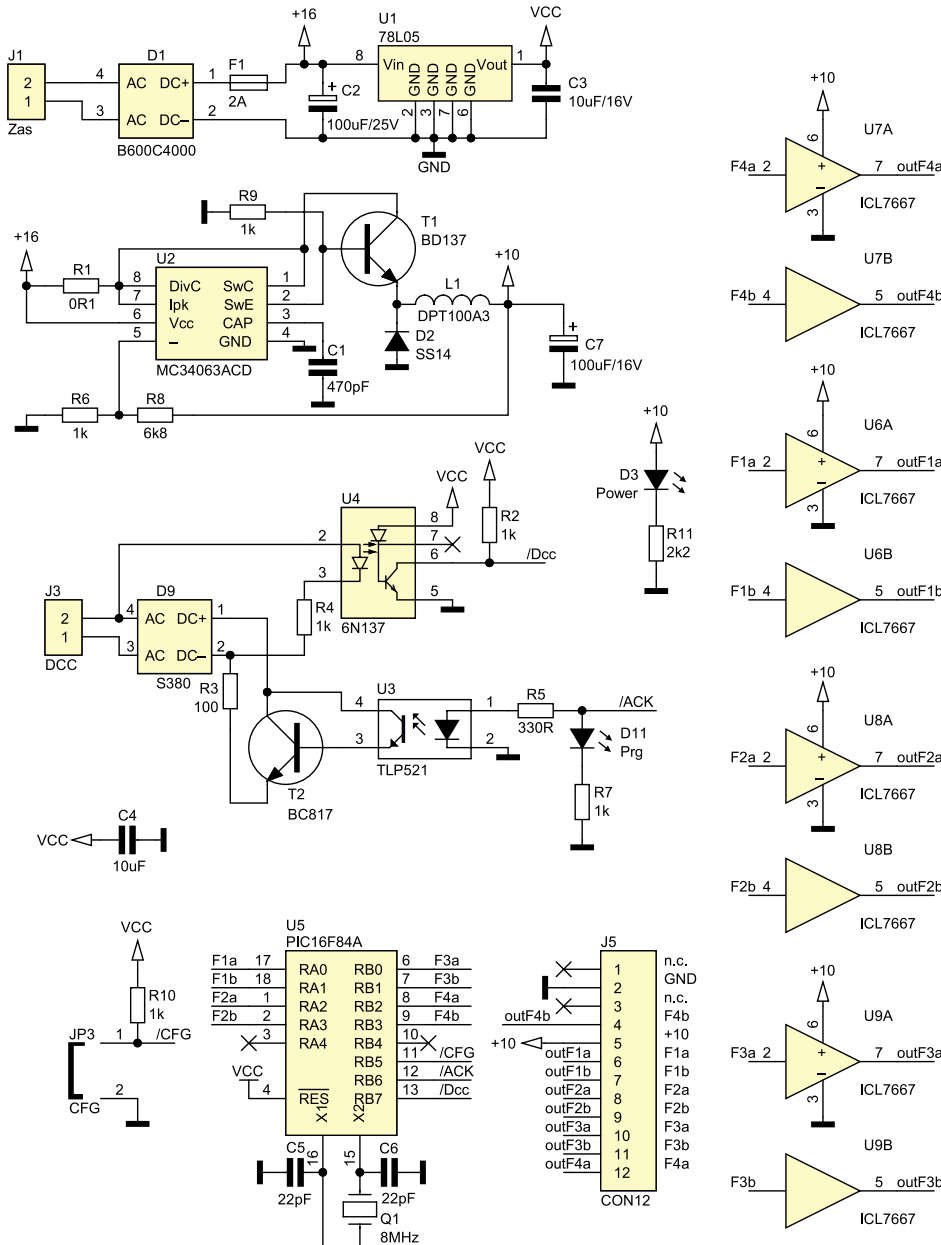 J1
2
1
Zas
D1
4 AC DC+ 1
3 AC DC− 2
B600C4000
F1
2A
+16
C2
100uF/25V
U1
78L05
8 Vin Vout 1
GND GND GND GND
2 3 7 6
GND
VCC
C3
10uF/16V
+16
R1
0R1
R9
1k
U2
8 DivC SwC 1
7 Ipk SwE 2
6 Vcc CAP 3
5 − GND 4
MC34063ACD
T1
BD137
L1
DPT100A3
+10
D2
SS14
C7
100uF/16V
C1
470pF
R6
1k
R8
6k8
+10
D3
Power
R11
2k2
VCC
VCC
U4
2
3
8
7
6
5
6N137
R2
1k
/Dcc
R4
1k
J3
2
1
DCC
D9
4 AC DC+ 1
3 AC DC− 2
S380
R3
100
T2
BC817
U3
4
3
1
2
TLP521
R5
330R
/ACK
D11
Prg
R7
1k
VCC
C4
10uF
VCC
R10
1k
JP3
1 /CFG
2
CFG
U5
PIC16F84A
F1a 17 RA0 RB0 6 F3a
F1b 18 RA1 RB1 7 F3b
F2a 1 RA2 RB2 8 F4a
F2b 2 RA3 RB3 9 F4b
3 RA4 RB4 10
RB5 11 /CFG
VCC RB6 12 /ACK
4 RES RB7 13 /Dcc
X1 X2
16 15
C5
22pF
C6
22pF
Q1
8MHz
J5
1 n.c.
2 GND
3 n.c.
outF4b 4 F4b
+10 5 +10
outF1a 6 F1a
outF1b 7 F1b
outF2a 8 F2a
outF2b 9 F2b
outF3a 10 F3a
outF3b 11 F3b
outF4a 12 F4a
CON12
+10
U7A
6
F4a 2 + − 7 outF4a
3
ICL7667
U7B
F4b 4 5 outF4b
ICL7667
+10
U6A
6
F1a 2 + − 7 outF1a
3
ICL7667
U6B
F1b 4 5 outF1b
ICL7667
+10
U8A
6
F2a 2 + − 7 outF2a
3
ICL7667
U8B
F2b 4 5 outF2b
ICL7667
+10
U9A
6
F3a 2 + − 7 outF3a
3
ICL7667
U9B
F3b 5 outF3b
ICL7667